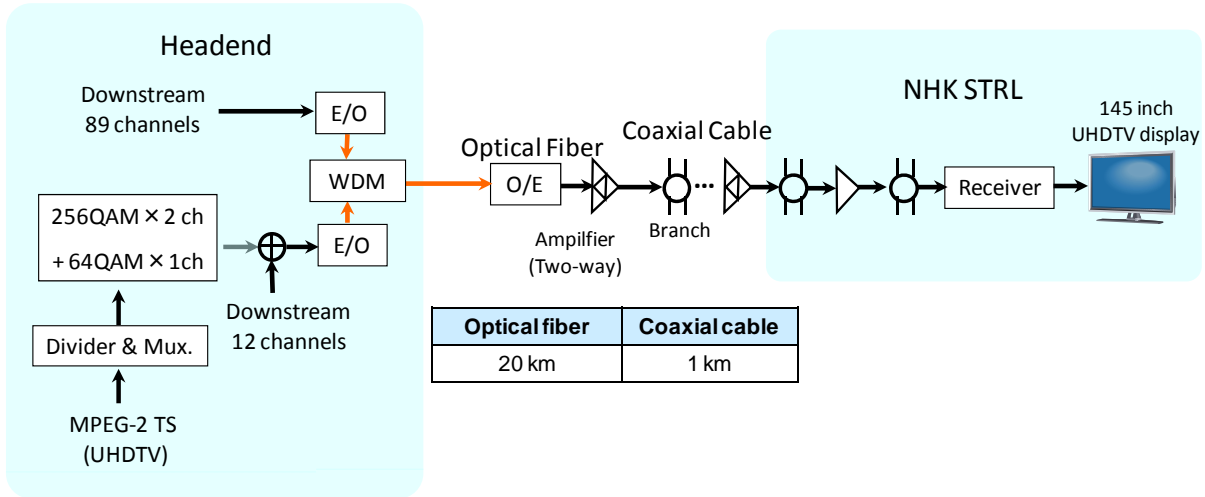 Headend
Downstream
89 channels
E/O
WDM
256QAM × 2 ch
+ 64QAM × 1ch
E/O
Downstream
12 channels
Divider & Mux.
MPEG-2 TS
(UHDTV)
Optical Fiber
O/E
Ampilfier
(Two-way)
Coaxial Cable
...
Branch
NHK STRL
Receiver
145 inch
UHDTV display
Optical fiber Coaxial cable
20 km 1 km